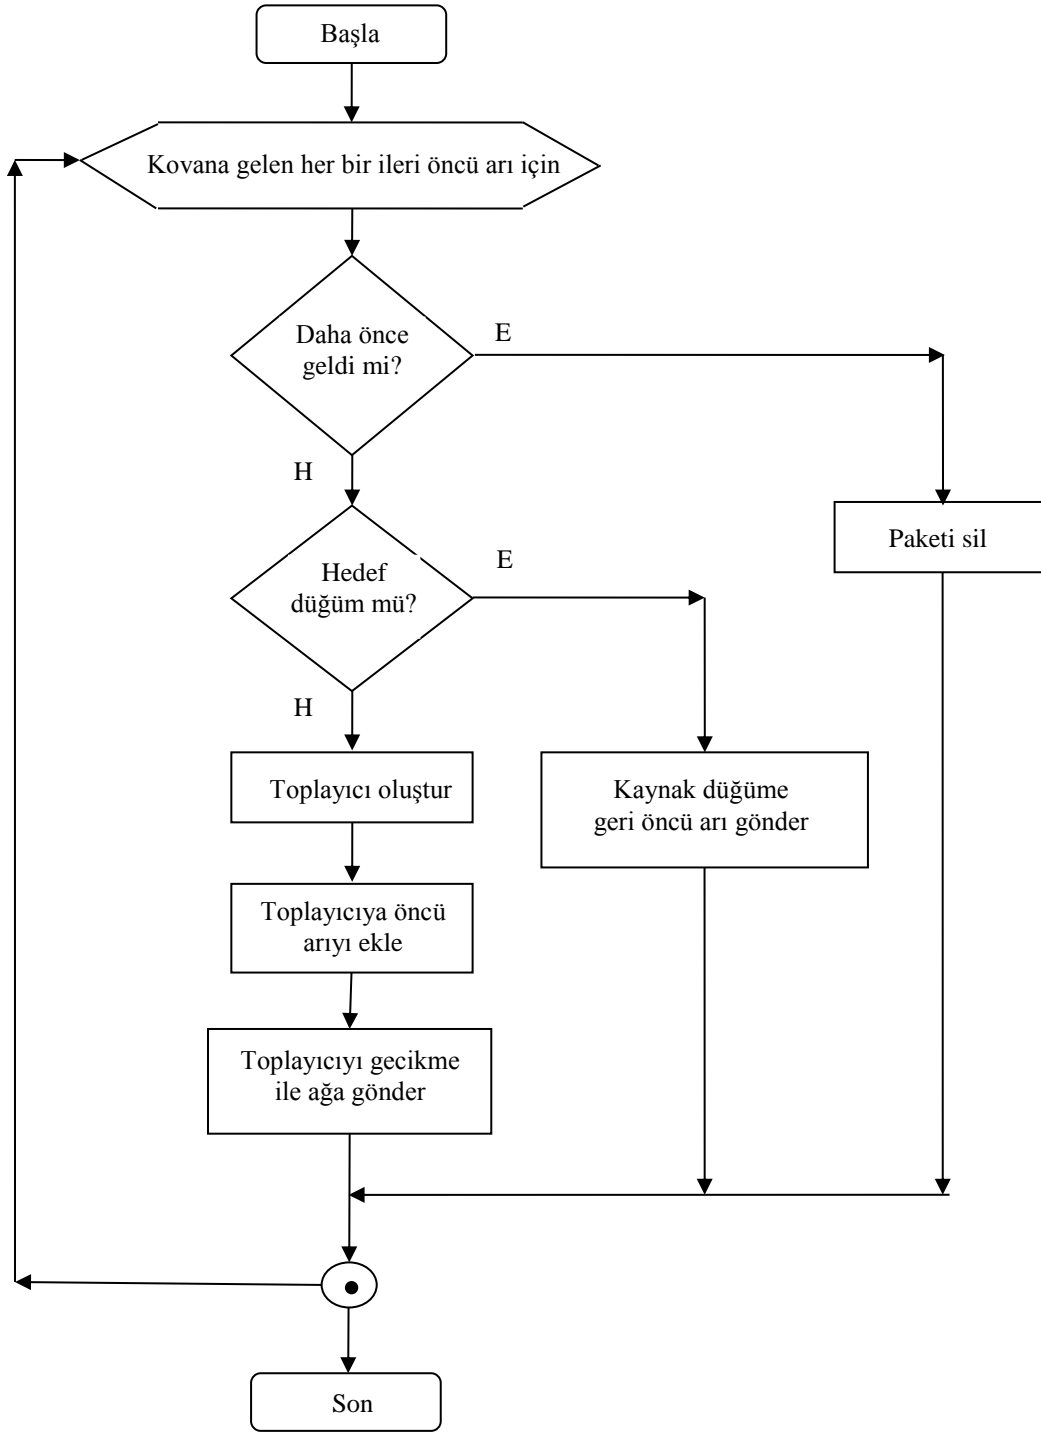 Başla
Kovana gelen her bir ileri öncü arı için
Daha önce
geldi mi?
E
H
Hedef
düğüm mü?
E
H
Paketi sil
Toplayıcı oluştur
Kaynak düğüme
geri öncü arı gönder
Toplayıcıya öncü
arıyı ekle
Toplayıcıyı gecikme
ile ağa gönder
Son